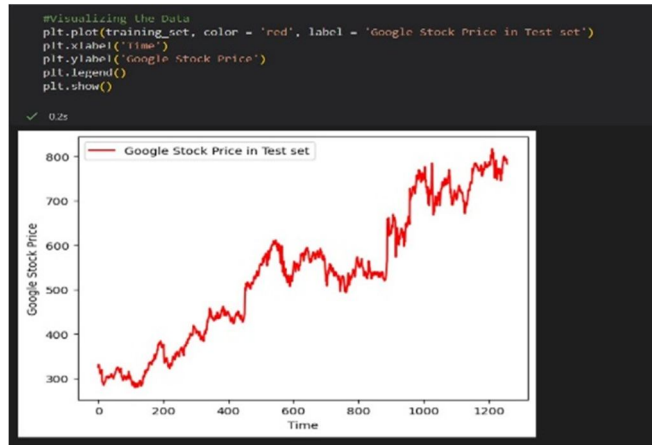 #Visualizing the Data
plt.plot(training_set, color = 'red', label = 'Google Stock Price in Test set')
plt.xlabel('Time')
plt.ylabel('Google Stock Price')
plt.legend()
plt.show()
0.2s
Google Stock Price in Test set
800
700
600
500
400
300
Google Stock Price
0 200 400 600 800 1000 1200
Time